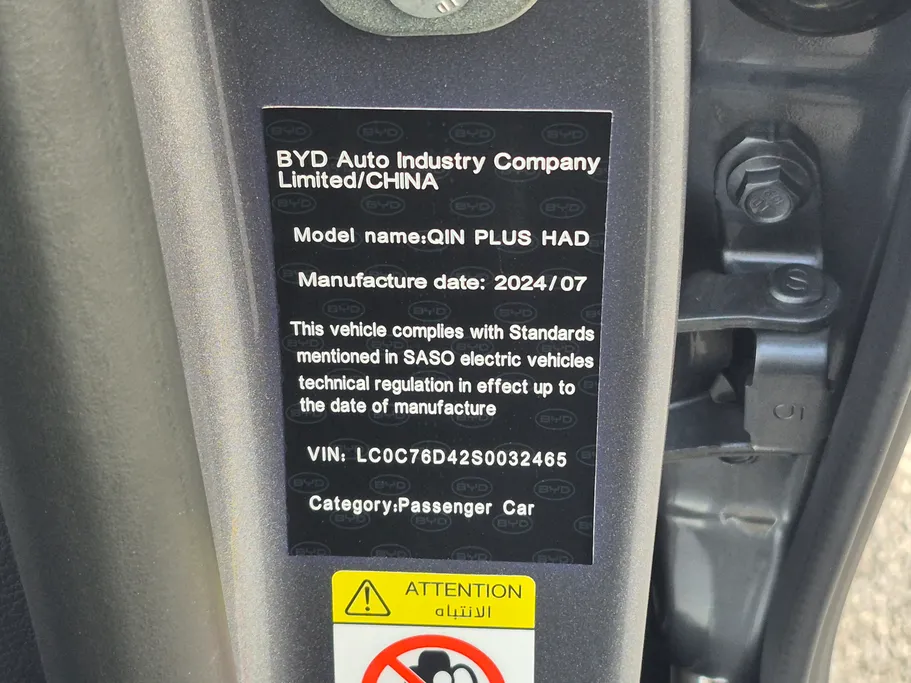 BYD Auto Industry Company
Limited/CHINA
Model name:QIN PLUS HAD
Manufacture date: 2024/07
This vehicle complies with Standards
mentioned in SASO electric vehicles
technical regulation in effect up to
the date of manufacture
VIN: LC0C76D42S0032465
Category:Passenger Car
ATTENTION
الانتباه
S
5